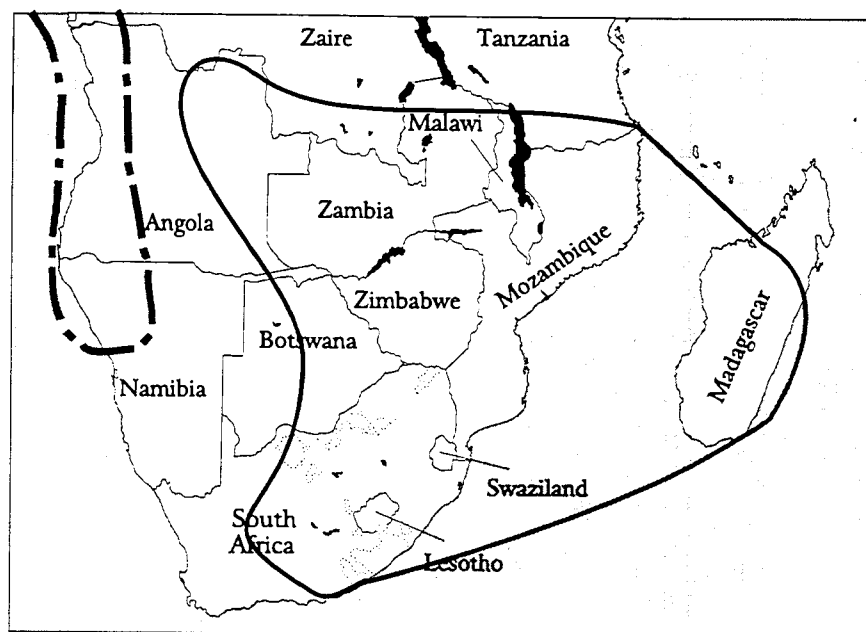 Zaire
Tanzania
Malawi
Angola
Zambia
Mozambique
Zimbabwe
Botswana
Madagascar
Namibia
Swaziland
South
Africa
Lesotho